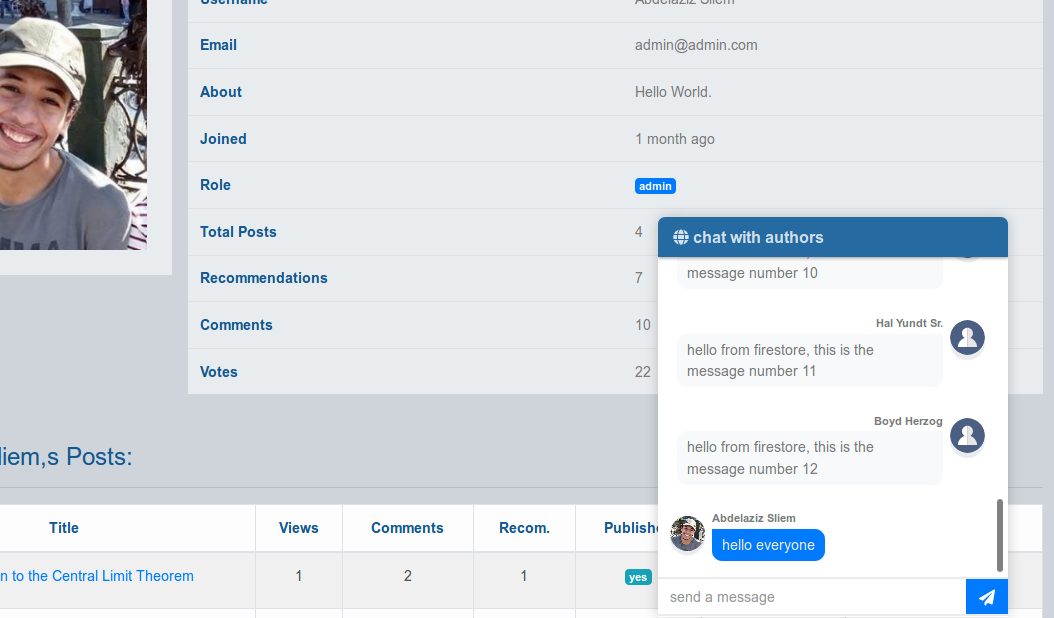 Username Abdelaziz Sliem
Email admin@admin.com
About Hello World.
Joined 1 month ago
Role admin
Total Posts 4
Recommendations 7
Comments 10
Votes 22
liem,s Posts:
Title Views Comments Recom. Publishe
n to the Central Limit Theorem 1 2 1 yes
chat with authors
message number 10
Hal Yundt Sr.
hello from firestore, this is the
message number 11
Boyd Herzog
hello from firestore, this is the
message number 12
Abdelaziz Sliem
hello everyone
send a message